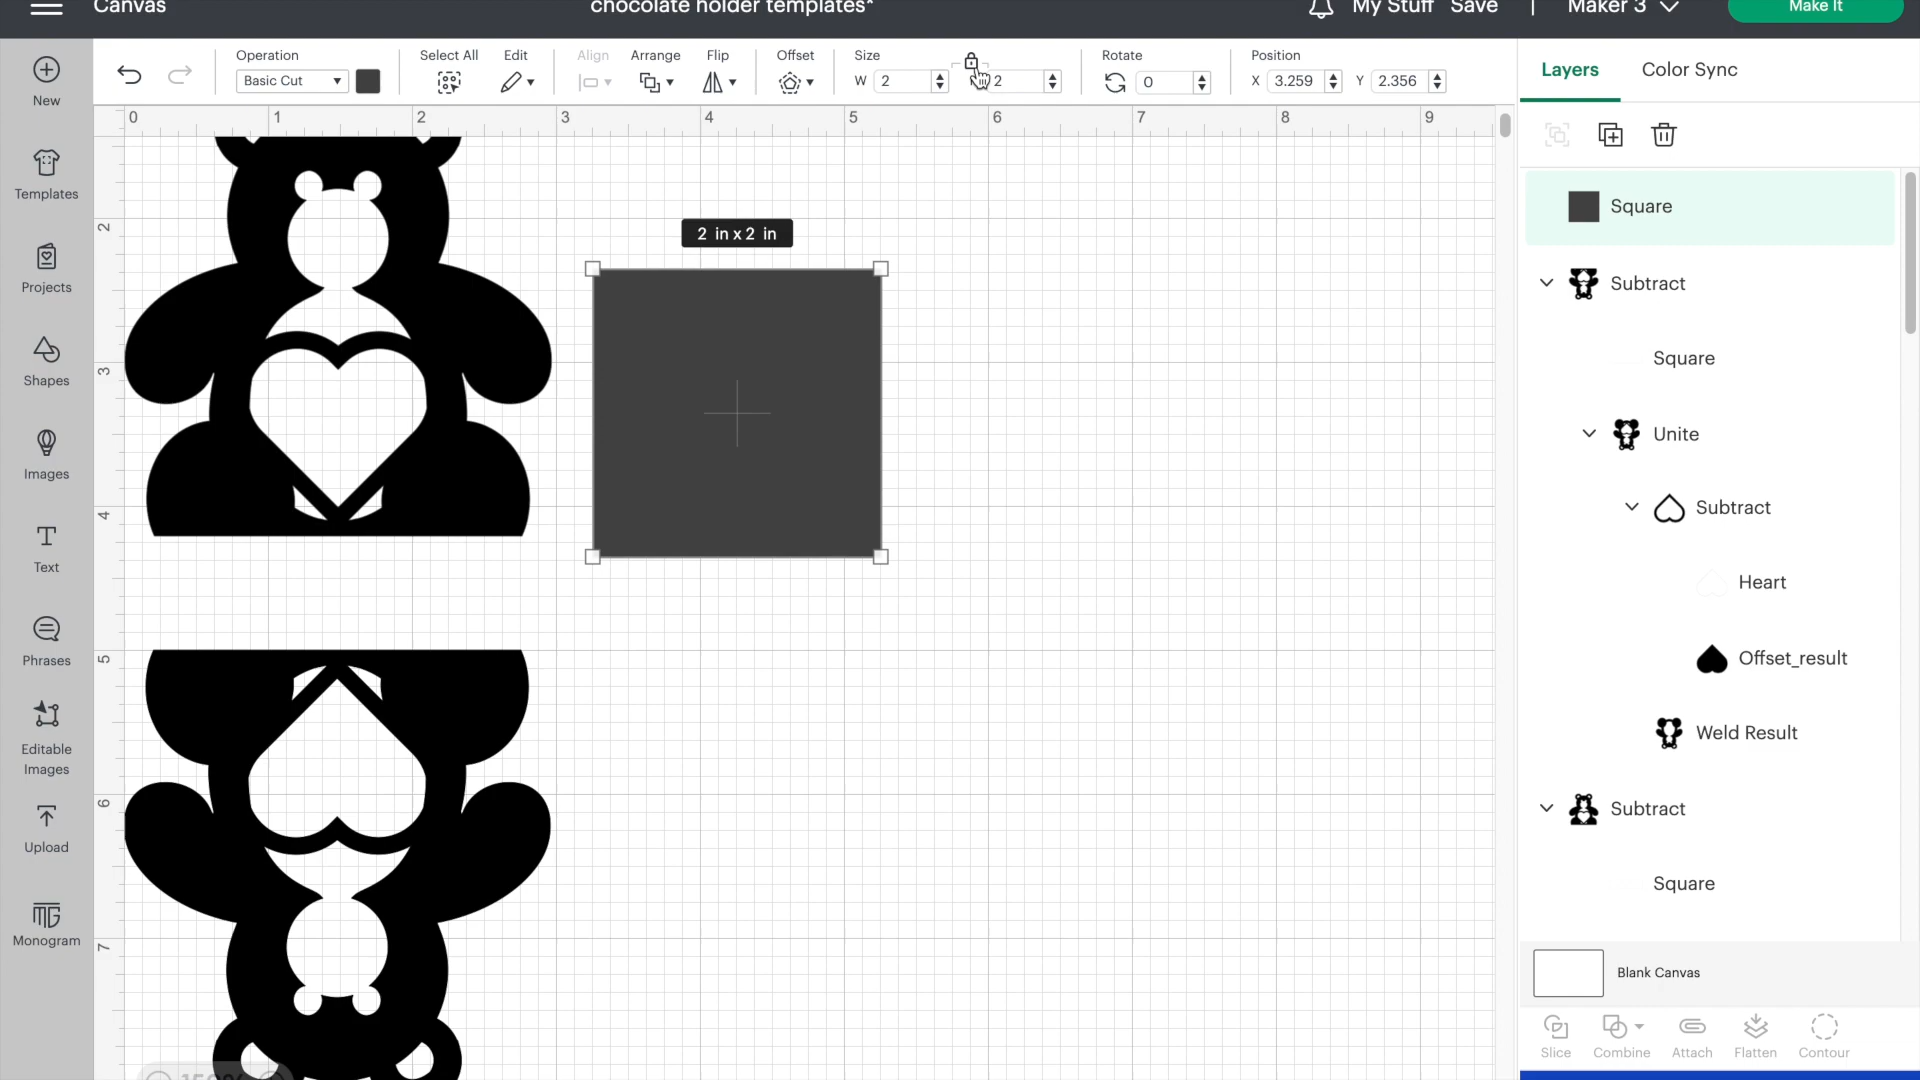 Canvas
chocolate holder templates*
My Stuff Save | Maker 3
Make It
Operation
Basic Cut
Select All
Edit
Align
Arrange
Flip
Offset
Size
W 2
2
Rotate
0
Position
X 3.259
Y 2.356
Layers
Color Sync
New
Templates
Projects
Shapes
Images
Text
Phrases
Editable
Images
Upload
Monogram
0 1 2 3 4 5 6 7 8 9
2
3
4
5
6
7
2 in x 2 in
Square
Subtract
Square
Unite
Subtract
Heart
Offset_result
Weld Result
Subtract
Square
Blank Canvas
Slice
Combine
Attach
Flatten
Contour